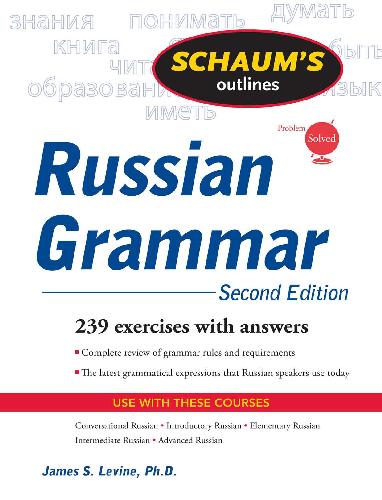 знания понимать думать
книга быть
чит
образовани язык
иметь
SCHAUM'S
outlines
Problem
Solved
Russian
Grammar
Second Edition
239 exercises with answers
Complete review of grammar rules and requirements
The latest grammatical expressions that Russian speakers use today
USE WITH THESE COURSES
Conversational Russian • Introductory Russian • Elementary Russian
Intermediate Russian • Advanced Russian
James S. Levine, Ph.D.